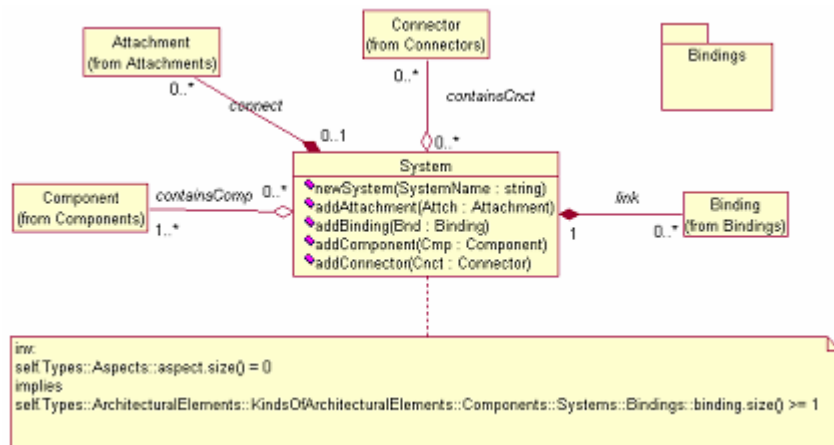 Attachment
(from Attachments)
0..*
connect
0..1
Connector
(from Connectors)
0..*
containsCnct
0..*
Bindings
Component
(from Components)
1..*
containsComp
0..*
System
newSystem(SystemName : string)
addAttachment(Attch : Attachment)
addBinding(Bnd : Binding)
addComponent(Cmp : Component)
addConnector(Cnct : Connector)
1
link
0..*
Binding
(from Bindings)
inv:
self.Types::Aspects::aspect.size() = 0
implies
self.Types::ArchitecturalElements::KindsOfArchitecturalElements::Components::Systems::Bindings::binding.size() >= 1